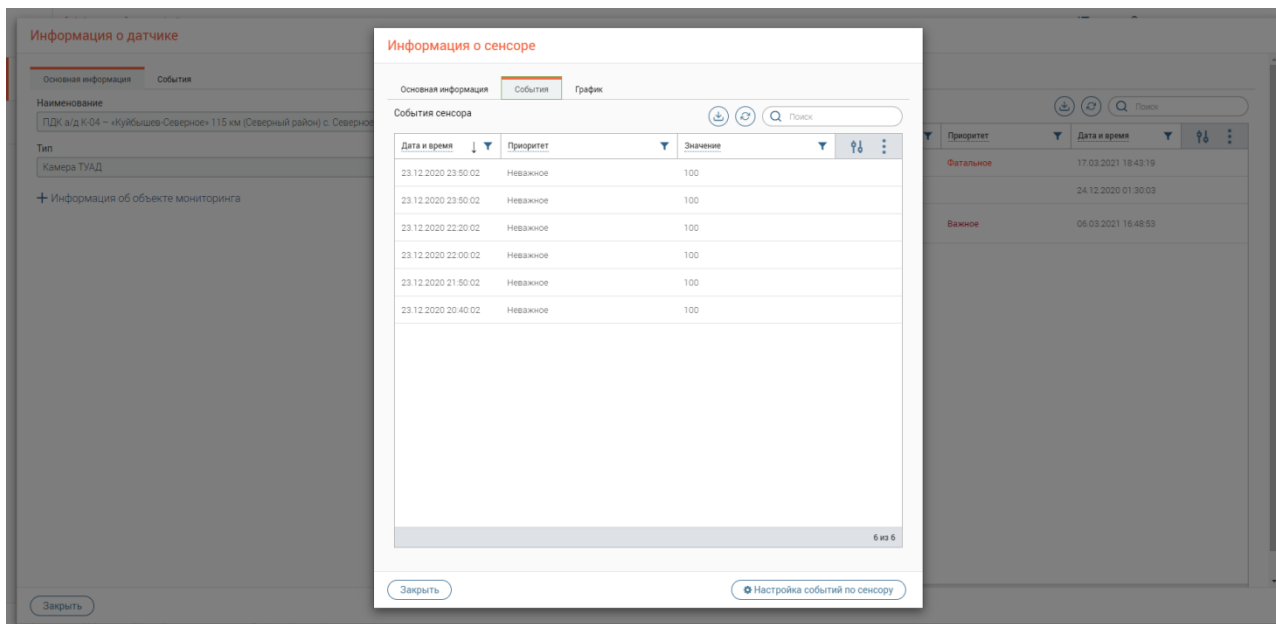 Информация о датчике
Основная информация События
Наименование
ПДК а/д К-04 – «Куйбышев-Северное» 115 км (Северный район) с. Северное
Тип
Камера ТУАД
Информация об объекте мониторинга
Закрыть
Информация о сенсоре
Основная информация События График
События сенсора Поиск
Дата и время Приоритет Значение
23.12.2020 23:50:02 Неважное 100
23.12.2020 23:50:02 Неважное 100
23.12.2020 22:20:02 Неважное 100
23.12.2020 22:00:02 Неважное 100
23.12.2020 21:50:02 Неважное 100
23.12.2020 20:40:02 Неважное 100
6 из 6
Закрыть Настройка событий по сенсору
Поиск
Приоритет Дата и время
Фатальное 17.03.2021 18:43:19
24.12.2020 01:30:03
Важное 06.03.2021 16:48:53